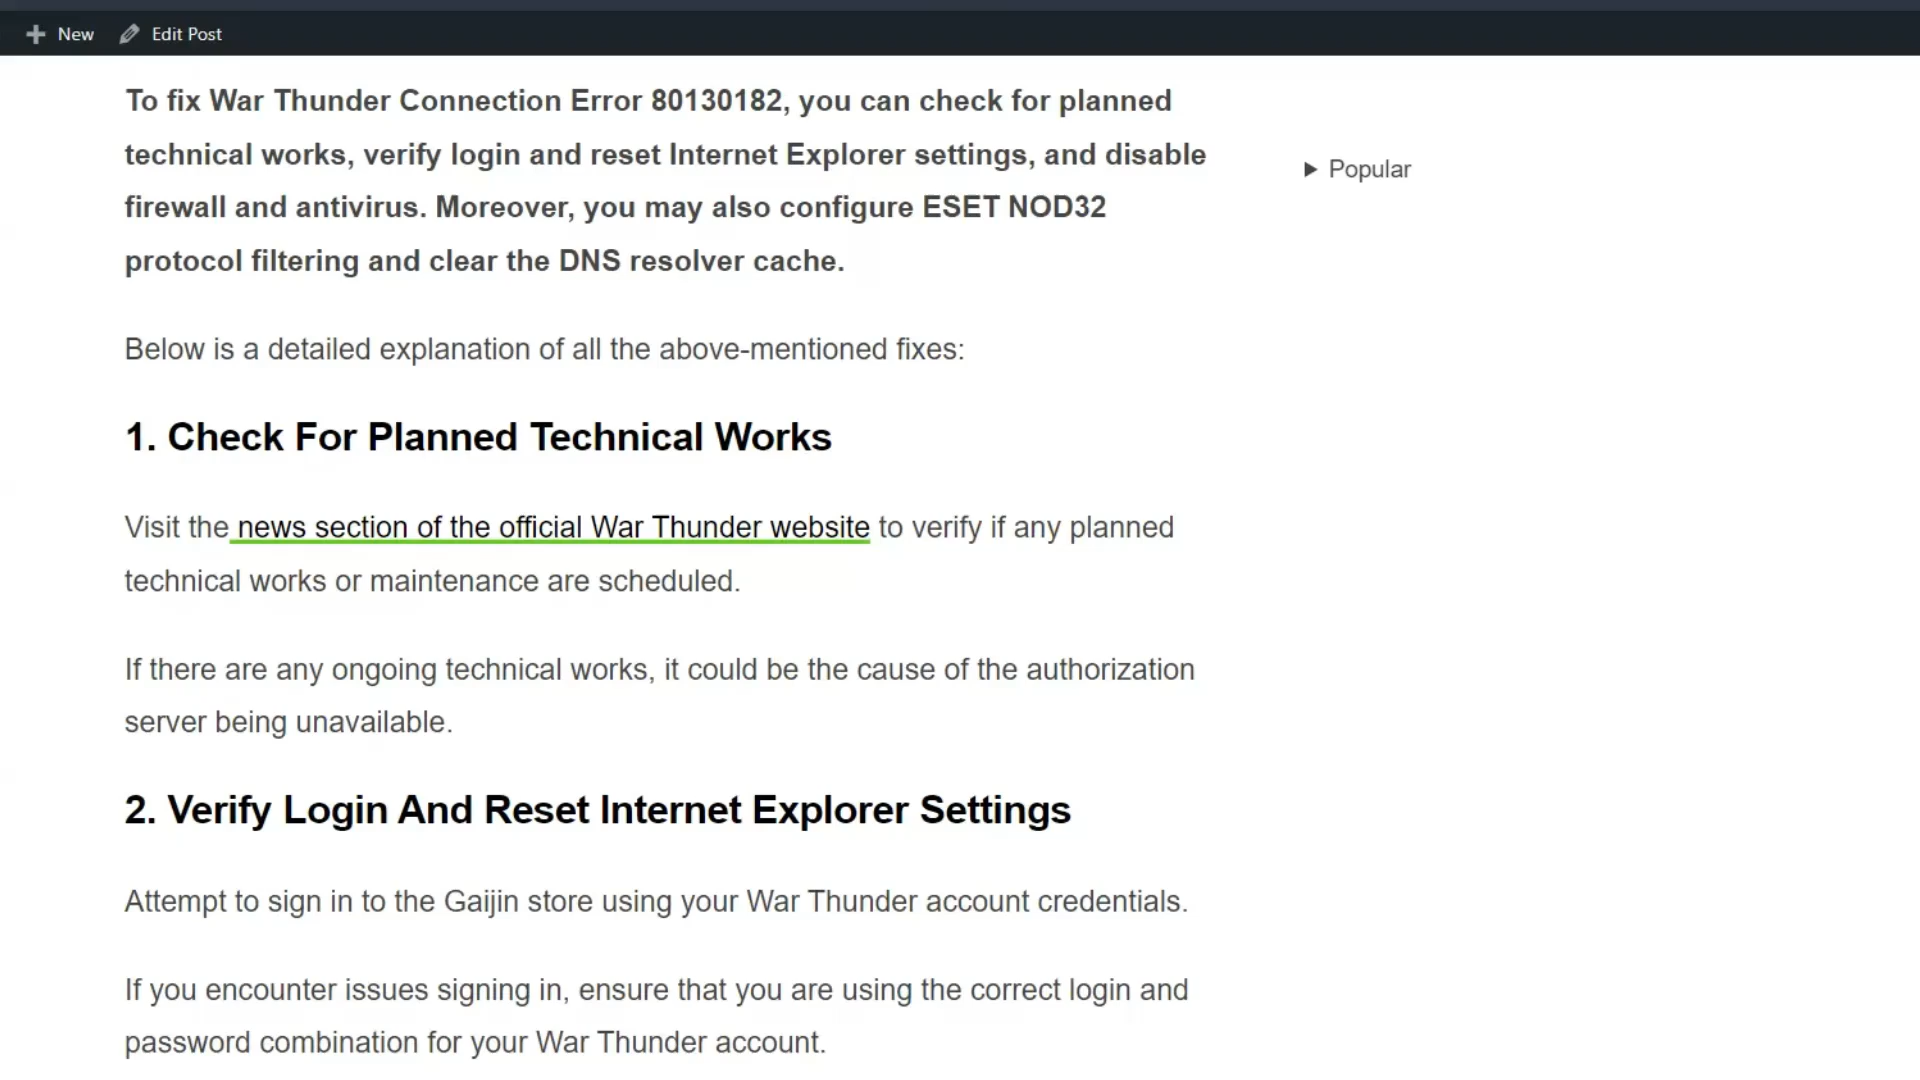 New Edit Post
To fix War Thunder Connection Error 80130182, you can check for planned
technical works, verify login and reset Internet Explorer settings, and disable
firewall and antivirus. Moreover, you may also configure ESET NOD32
protocol filtering and clear the DNS resolver cache.
Popular
Below is a detailed explanation of all the above-mentioned fixes:
1. Check For Planned Technical Works
Visit the news section of the official War Thunder website to verify if any planned
technical works or maintenance are scheduled.
If there are any ongoing technical works, it could be the cause of the authorization
server being unavailable.
2. Verify Login And Reset Internet Explorer Settings
Attempt to sign in to the Gaijin store using your War Thunder account credentials.
If you encounter issues signing in, ensure that you are using the correct login and
password combination for your War Thunder account.